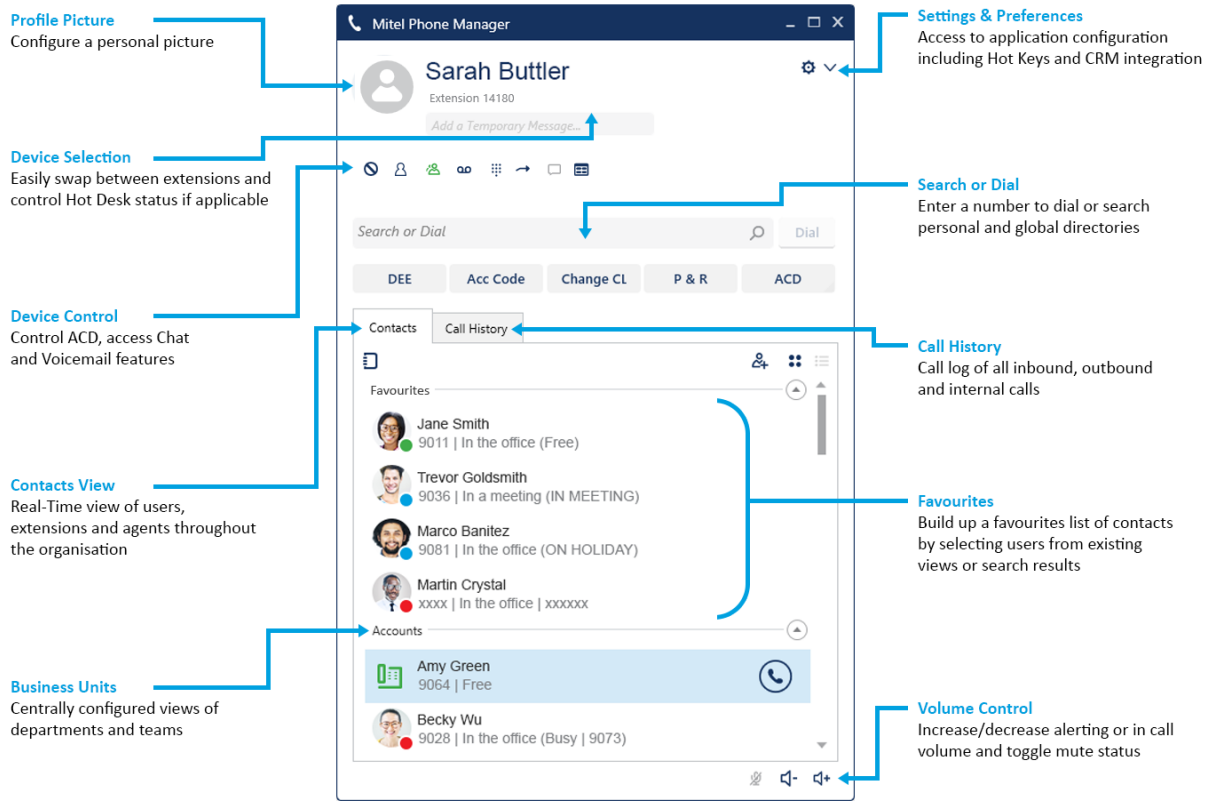 Profile Picture
Configure a personal picture
Device Selection
Easily swap between extensions and
control Hot Desk status if applicable
Device Control
Control ACD, access Chat
and Voicemail features
Contacts View
Real-Time view of users,
extensions and agents throughout
the organisation
Business Units
Centrally configured views of
departments and teams
Mitel Phone Manager
Sarah Buttler
Extension 14180
Add a Temporary Message...
Search or Dial
Dial
DEE
Acc Code
Change CL
P & R
ACD
Contacts
Call History
Favourites
Jane Smith
9011 | In the office (Free)
Trevor Goldsmith
9036 | In a meeting (IN MEETING)
Marco Banitez
9081 | In the office (ON HOLIDAY)
Martin Crystal
xxxx | In the office | xxxxxx
Accounts
Amy Green
9064 | Free
Becky Wu
9028 | In the office (Busy | 9073)
Settings & Preferences
Access to application configuration
including Hot Keys and CRM integration
Search or Dial
Enter a number to dial or search
personal and global directories
Call History
Call log of all inbound, outbound
and internal calls
Favourites
Build up a favourites list of contacts
by selecting users from existing
views or search results
Volume Control
Increase/decrease alerting or in call
volume and toggle mute status